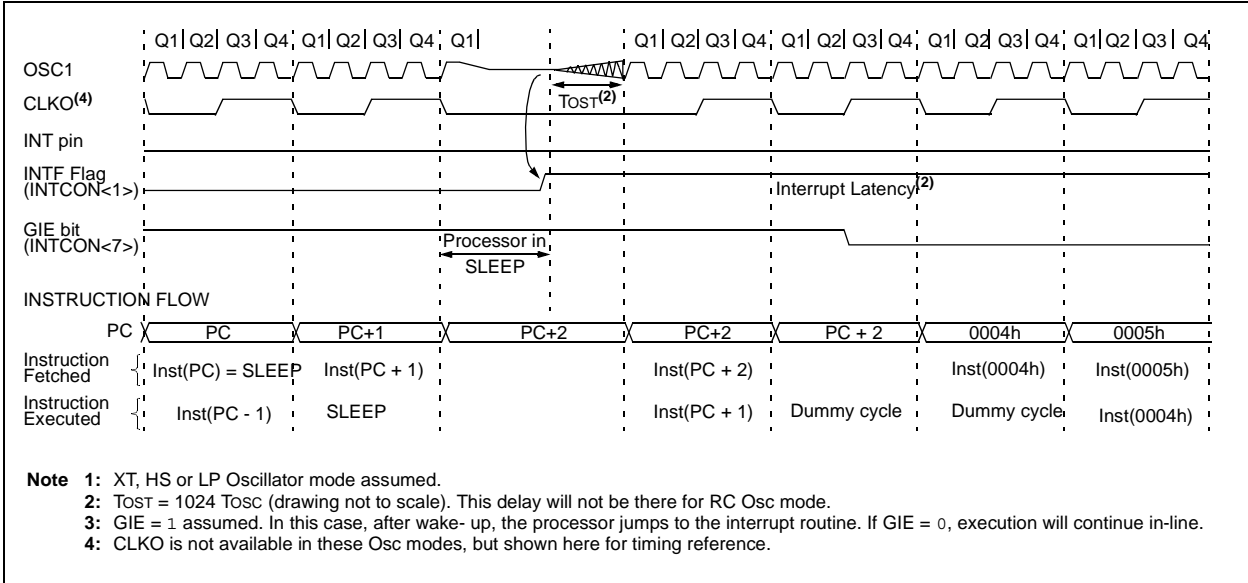 Q1 Q2 Q3 Q4 Q1 Q2 Q3 Q4 Q1 Q1 Q2 Q3 Q4 Q1 Q2 Q3 Q4 Q1 Q2 Q3 Q4 Q1 Q2 Q3 Q4
OSC1
TOST(2)
CLKO(4)
INT pin
INTF Flag
(INTCON<1>)
Interrupt Latency(2)
GIE bit
(INTCON<7>)
Processor in
SLEEP
INSTRUCTION FLOW
PC PC PC+1 PC+2 PC+2 PC + 2 0004h 0005h
Instruction
Fetched
Inst(PC) = SLEEP Inst(PC + 1) Inst(PC + 2) Inst(0004h) Inst(0005h)
Instruction
Executed
Inst(PC - 1) SLEEP Inst(PC + 1) Dummy cycle Dummy cycle Inst(0004h)
Note 1: XT, HS or LP Oscillator mode assumed.
2: TOST = 1024 TOSC (drawing not to scale). This delay will not be there for RC Osc mode.
3: GIE = 1 assumed. In this case, after wake- up, the processor jumps to the interrupt routine. If GIE = 0, execution will continue in-line.
4: CLKO is not available in these Osc modes, but shown here for timing reference.